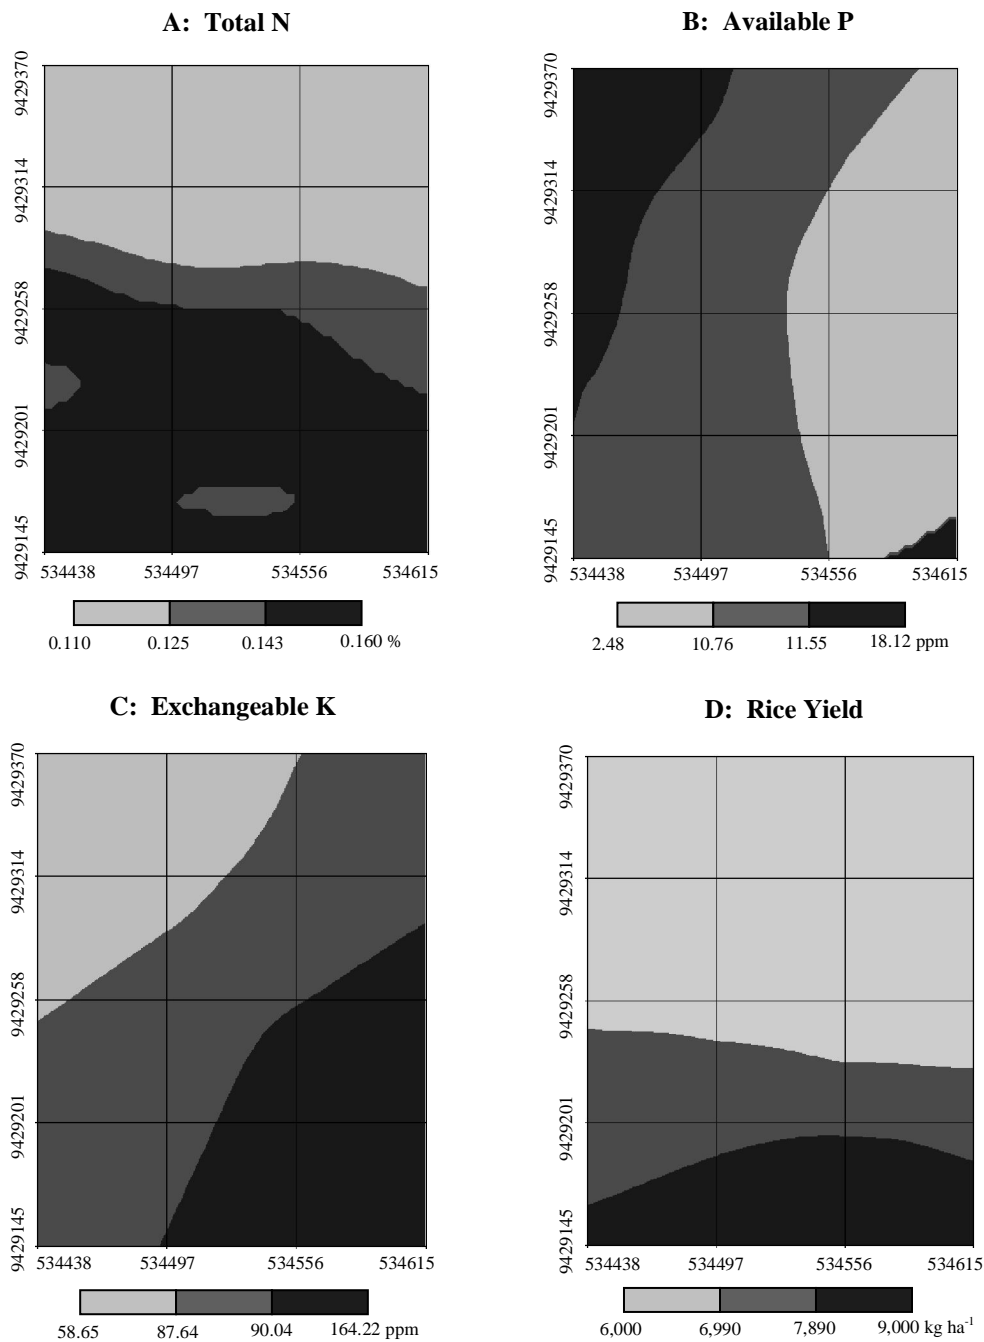 A: Total N
9429370
9429314
9429258
9429201
9429145
534438 534497 534556 534615
0.110 0.125 0.143 0.160 %
B: Available P
9429370
9429314
9429258
9429201
9429145
534438 534497 534556 534615
2.48 10.76 11.55 18.12 ppm
C: Exchangeable K
9429370
9429314
9429258
9429201
9429145
534438 534497 534556 534615
58.65 87.64 90.04 164.22 ppm
D: Rice Yield
9429370
9429314
9429258
9429201
9429145
534438 534497 534556 534615
6,000 6,990 7,890 9,000 kg ha⁻¹